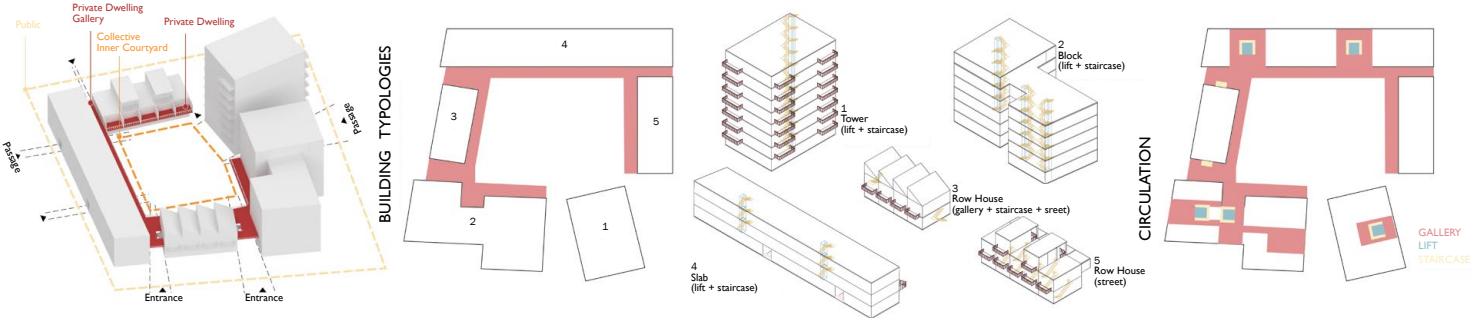 Public
Private Dwelling
Gallery
Collective
Inner Courtyard
Private Dwelling
Passage
Passage
Entrance
Entrance
BUILDING TYPOLOGIES
4
3
5
2
1
1
Tower
(lift + staircase)
2
Block
(lift + staircase)
3
Row House
(gallery + staircase + sreet)
4
Slab
(lift + staircase)
5
Row House
(street)
CIRCULATION
GALLERY
LIFT
STAIRCASE